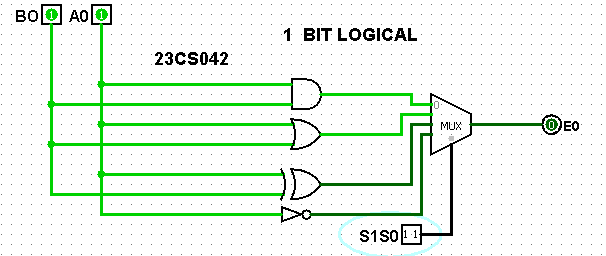 B0 1 A0 1
1 BIT LOGICAL
23CS042
0
MUX
0 E0
S1S0 1 1